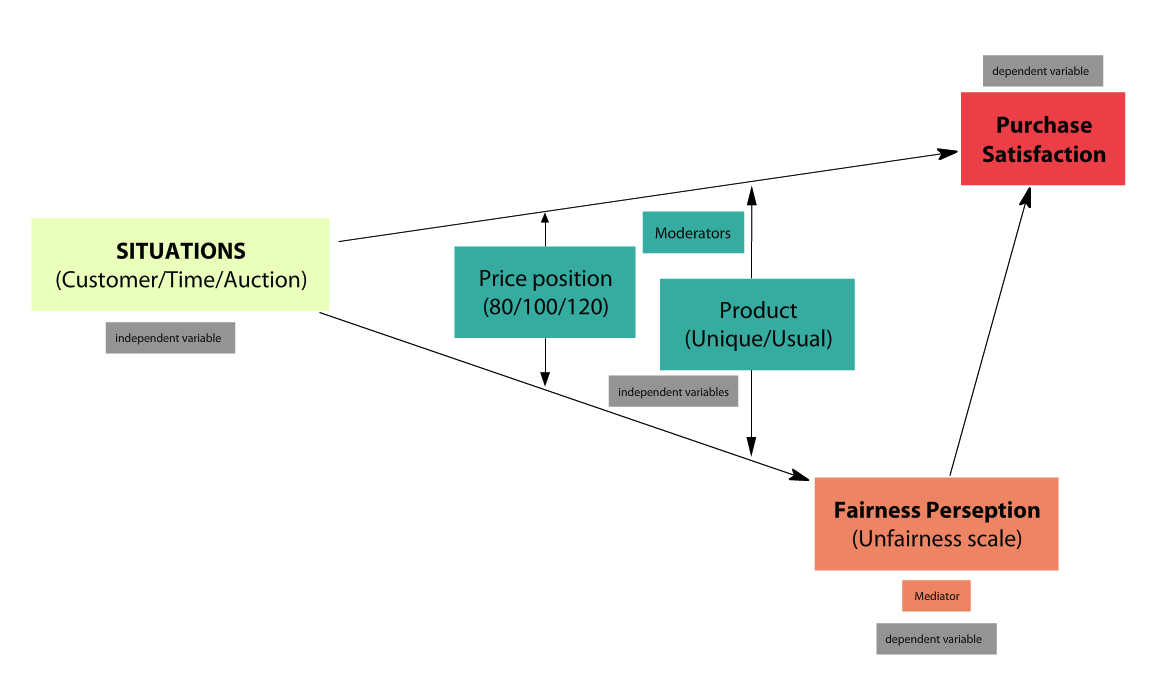 dependent variable
Purchase
Satisfaction
SITUATIONS
(Customer/Time/Auction)
independent variable
Moderators
Price position
(80/100/120)
Product
(Unique/Usual)
independent variables
Fairness Perseption
(Unfairness scale)
Mediator
dependent variable